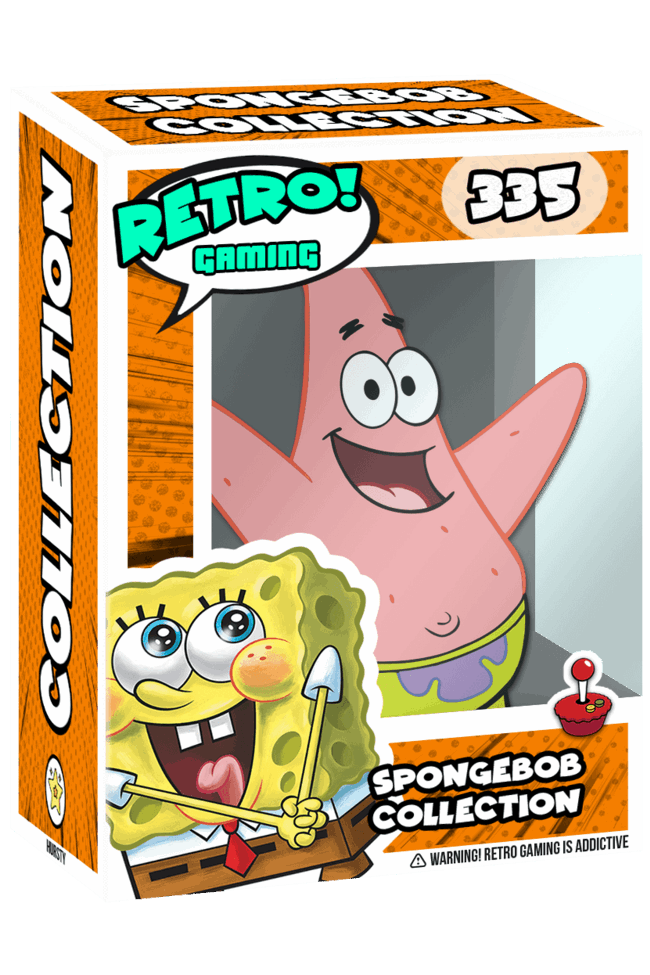 SPONGEBOB
COLLECTION
RETRO!
GAMING
335
COLLECTION
SPONGEBOB
COLLECTION
WARNING! RETRO GAMING IS ADDICTIVE
HURSTY